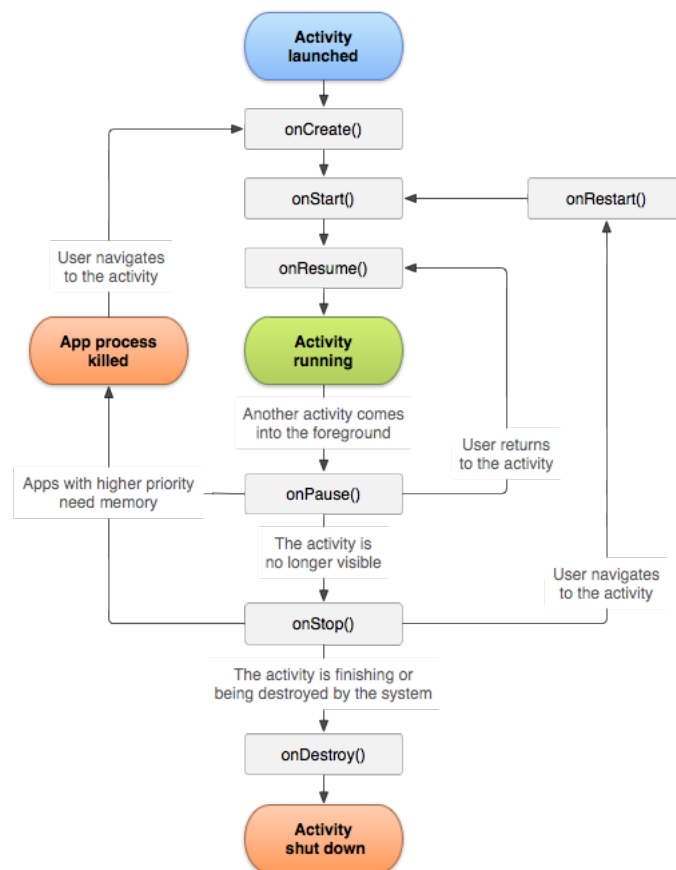 Activity
launched
onCreate()
onStart()
onRestart()
User navigates
to the activity
onResume()
App process
killed
Activity
running
Another activity comes
into the foreground
User returns
to the activity
Apps with higher priority
need memory
onPause()
The activity is
no longer visible
User navigates
to the activity
onStop()
The activity is finishing or
being destroyed by the system
onDestroy()
Activity
shut down